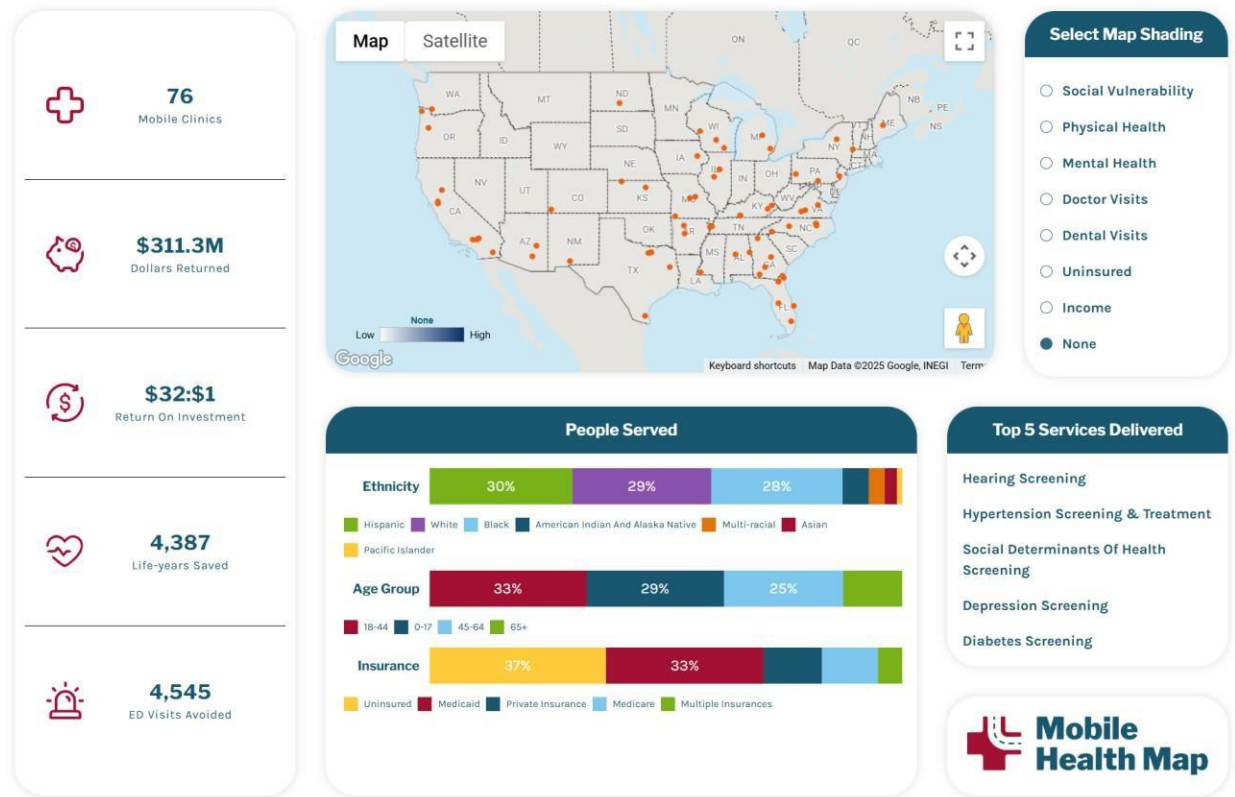 76
Mobile Clinics
$311.3M
Dollars Returned
$32:$1
Return On Investment
4,387
Life-years Saved
4,545
ED Visits Avoided
Map
Satellite
ON
QC
WA
MT
ND
MN
NB
PE
NS
ME
VT
NH
MA
CT
OR
ID
SD
WI
MI
NY
WY
IA
NE
NV
UT
CO
IL
IN
OH
PA
CA
KS
MO
KY
WV
VA
AZ
NM
OK
AR
TN
NC
SC
TX
LA
MS
AL
GA
FL
None
Low
High
Google
Keyboard shortcuts
Map Data ©2025 Google, INEGI
Select Map Shading
Social Vulnerability
Physical Health
Mental Health
Doctor Visits
Dental Visits
Uninsured
Income
None
People Served
Ethnicity 30% 29% 28%
Hispanic White Black American Indian And Alaska Native Multi-racial Asian
Pacific Islander
Age Group 33% 29% 25%
18-44 0-17 45-64 65+
Insurance 37% 33%
Uninsured Medicaid Private Insurance Medicare Multiple Insurances
Top 5 Services Delivered
Hearing Screening
Hypertension Screening & Treatment
Social Determinants Of Health
Screening
Depression Screening
Diabetes Screening
Mobile
Health Map